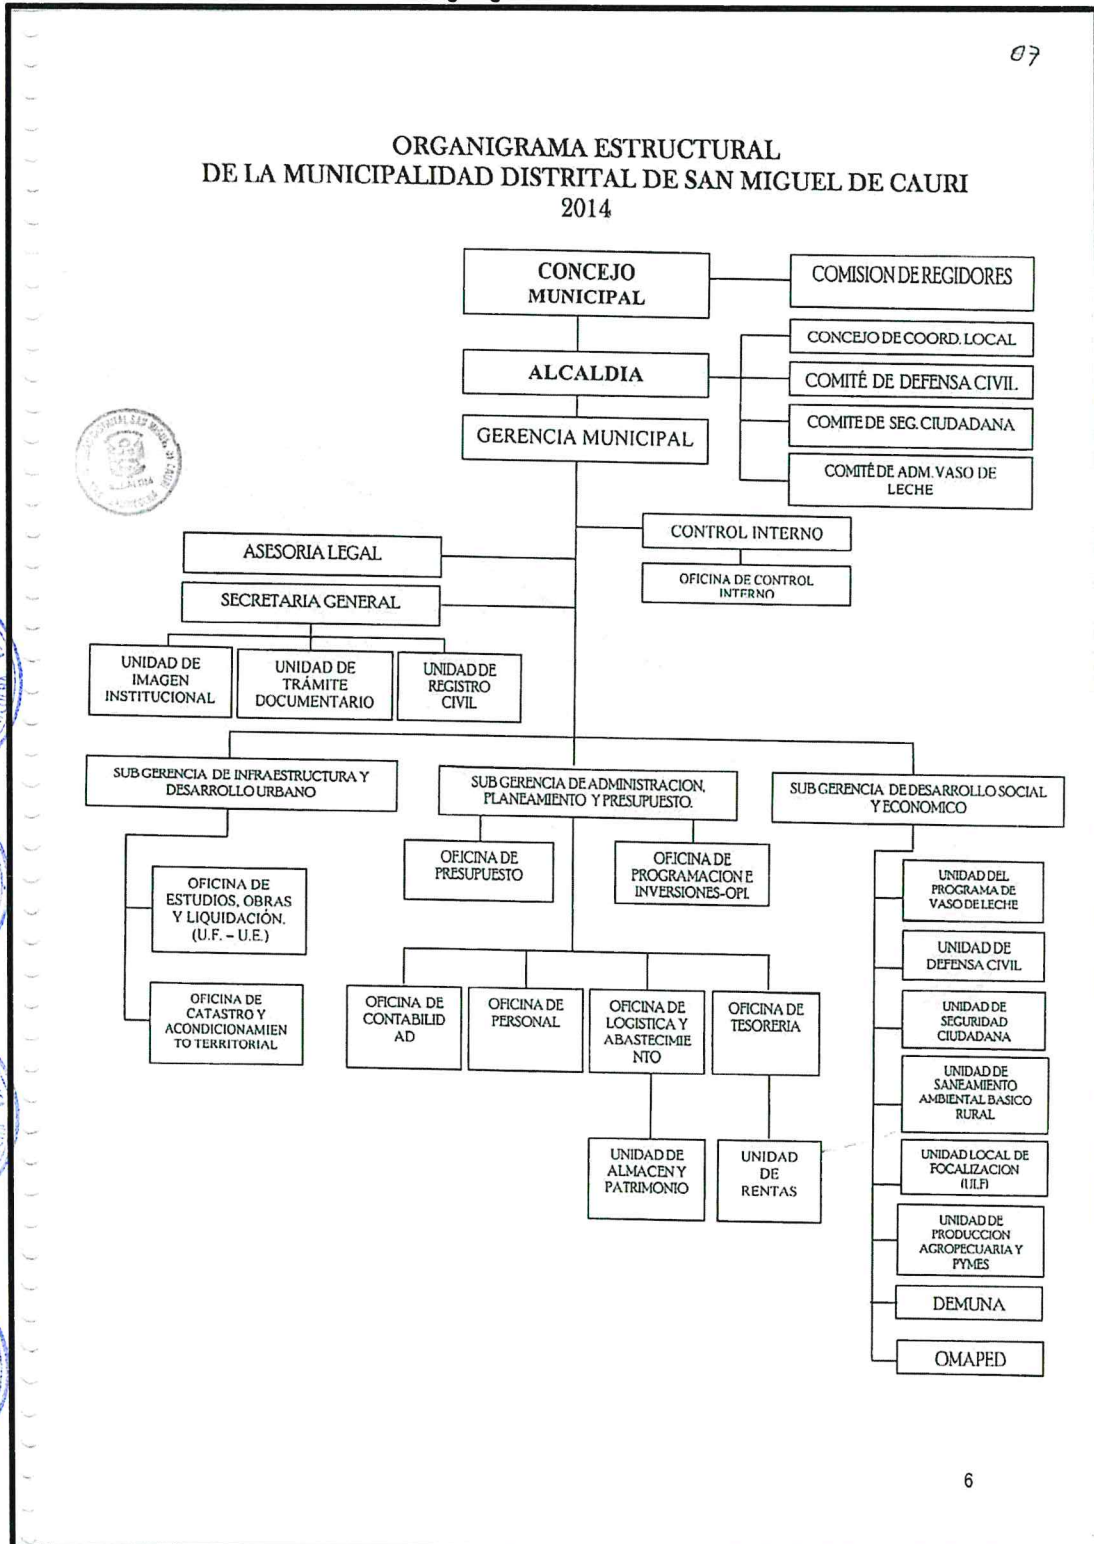 07
ORGANIGRAMA ESTRUCTURAL
DE LA MUNICIPALIDAD DISTRITAL DE SAN MIGUEL DE CAURI
2014
CONCEJO
MUNICIPAL
COMISION DE REGIDORES
CONCEJO DE COORD. LOCAL
ALCALDIA
COMITÉ DE DEFENSA CIVIL
GERENCIA MUNICIPAL
COMITE DE SEG. CIUDADANA
COMITÉ DE ADM. VASO DE
LECHE
CONTROL INTERNO
OFICINA DE CONTROL
INTERNO
ASESORIA LEGAL
SECRETARIA GENERAL
UNIDAD DE
IMAGEN
INSTITUCIONAL
UNIDAD DE
TRÁMITE
DOCUMENTARIO
UNIDAD DE
REGISTRO
CIVIL
SUB GERENCIA DE INFRAESTRUCTURA Y
DESARROLLO URBANO
SUB GERENCIA DE ADMINISTRACION,
PLANEAMIENTO Y PRESUPUESTO.
SUB GERENCIA DE DESARROLLO SOCIAL
Y ECONOMICO
OFICINA DE
PRESUPUESTO
OFICINA DE
PROGRAMACION E
INVERSIONES-OPI.
OFICINA DE
ESTUDIOS, OBRAS
Y LIQUIDACIÓN.
(U.F. – U.E.)
OFICINA DE
CATASTRO Y
ACONDICIONAMIEN
TO TERRITORIAL
OFICINA DE
CONTABILID
AD
OFICINA DE
PERSONAL
OFICINA DE
LOGISTICA Y
ABASTECIMIE
NTO
OFICINA DE
TESORERIA
UNIDAD DE
ALMACEN Y
PATRIMONIO
UNIDAD
DE
RENTAS
UNIDAD DEL
PROGRAMA DE
VASO DE LECHE
UNIDAD DE
DEFENSA CIVIL
UNIDAD DE
SEGURIDAD
CIUDADANA
UNIDAD DE
SANEAMIENTO
AMBIENTAL BASICO
RURAL
UNIDAD LOCAL DE
FOCALIZACION
(ULF)
UNIDAD DE
PRODUCCION
AGROPECUARIA Y
PYMES
DEMUNA
OMAPED
6